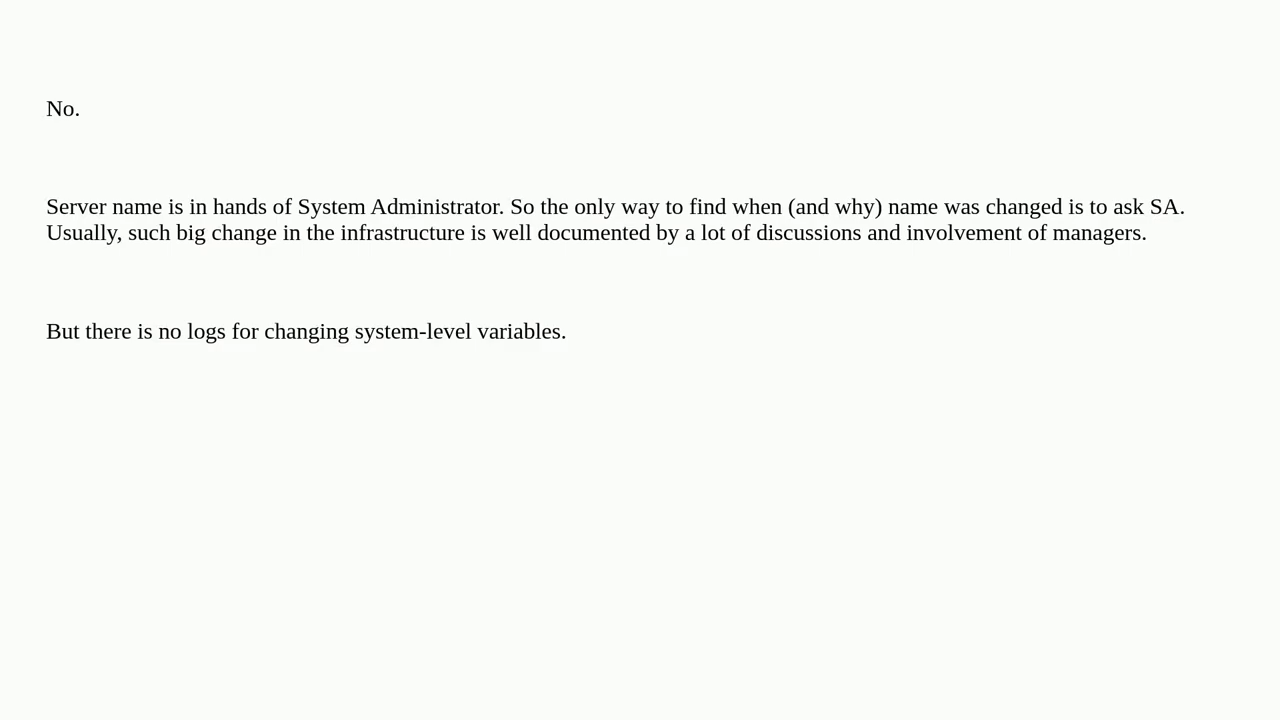 No.
Server name is in hands of System Administrator. So the only way to find when (and why) name was changed is to ask SA.
Usually, such big change in the infrastructure is well documented by a lot of discussions and involvement of managers.
But there is no logs for changing system-level variables.